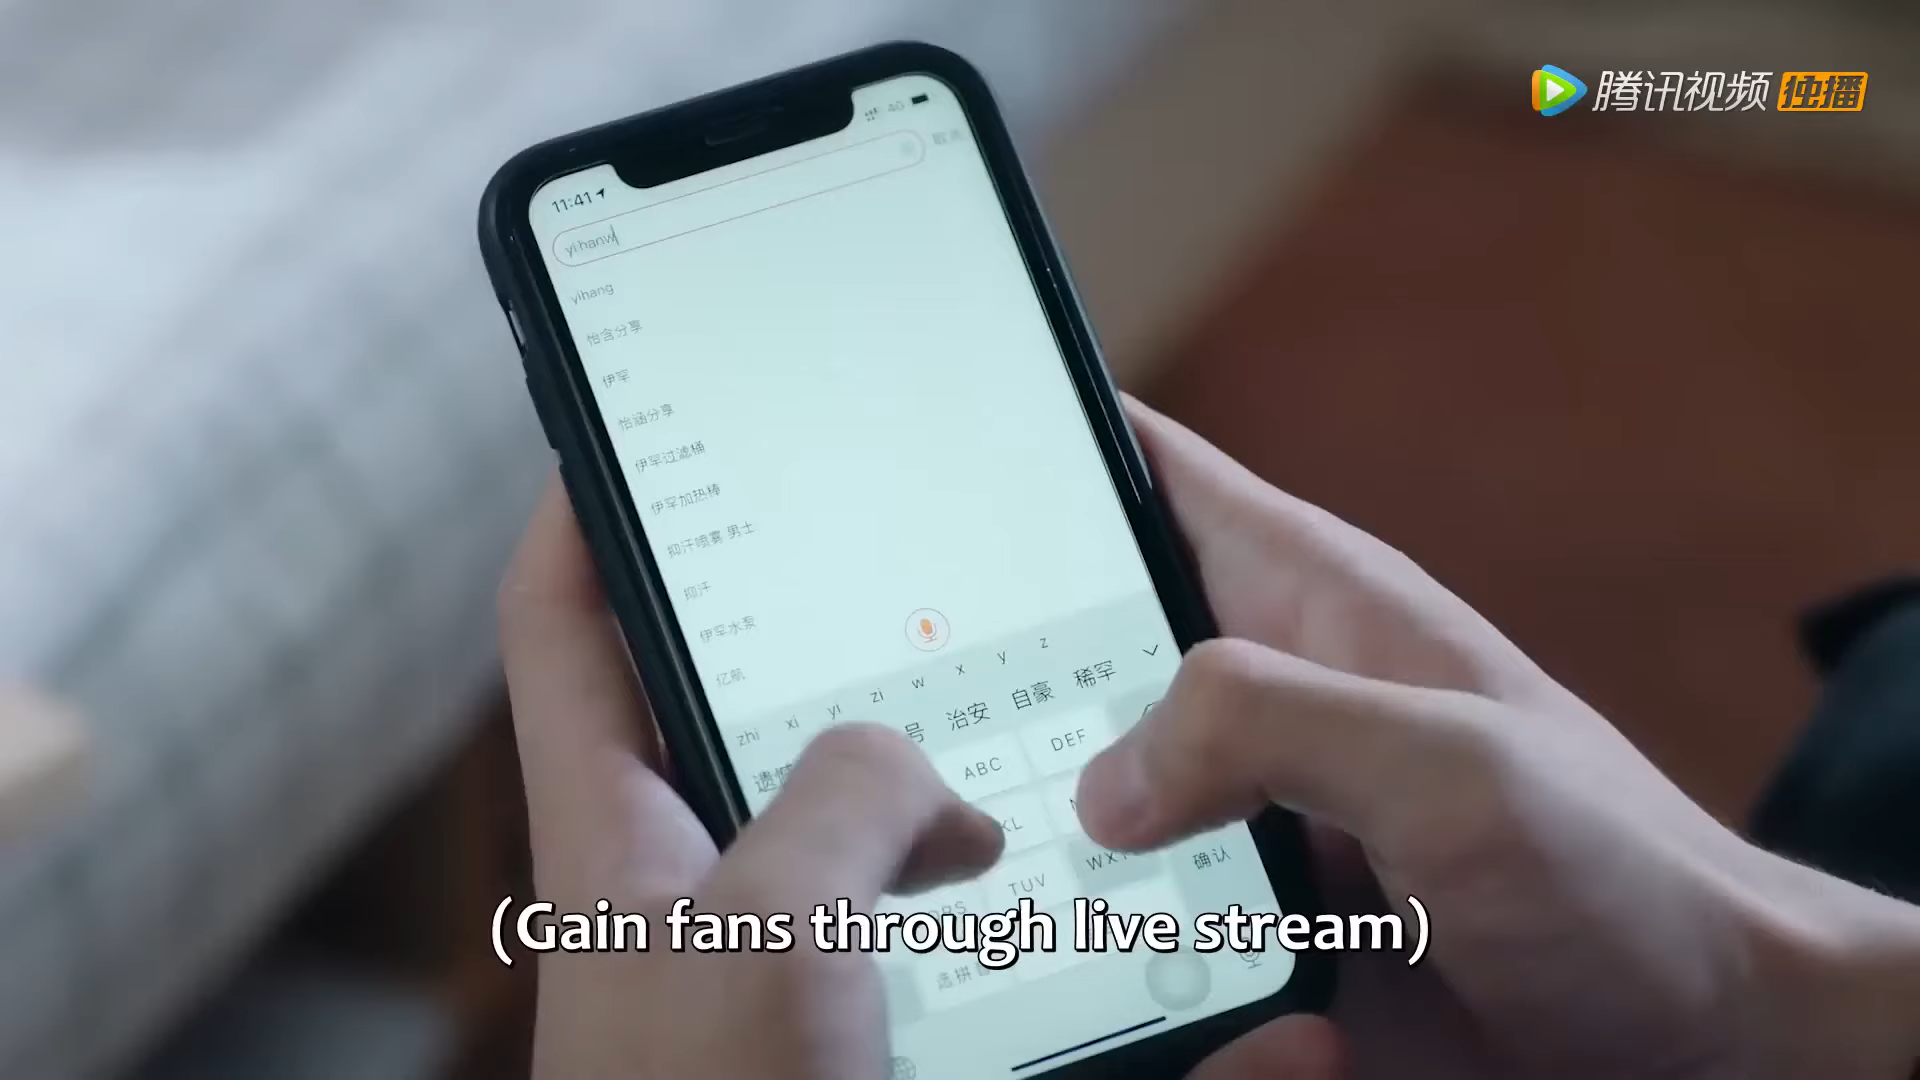 腾讯视频 独播
4G
11:41
yi hanw
yihang
怡含分享
伊罕
怡涵分享
伊罕过滤桶
伊罕加热棒
抑汗喷雾 男士
抑汗
伊罕水泵
亿航
zhi xi yi zi w x y z
号 治安 自豪 稀罕
ABC DEF
TUV 确认
(Gain fans through live stream)